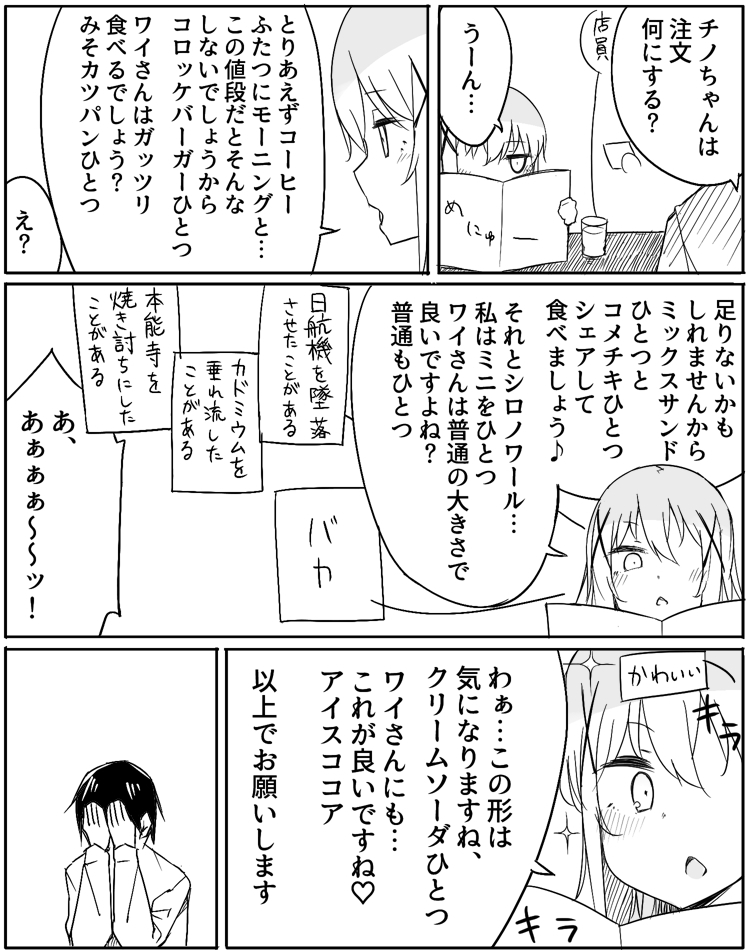 チノちゃんは
注文
何にする?
店員
うーん…
めにゅー
とりあえずコーヒー
ふたつにモーニングと…
この値段だとそんな
しないでしょうから
コロッケバーガーひとつ
ワイさんはガッツリ
食べるでしょう?
みそカツパンひとつ
え?
足りないかも
しれませんから
ミックスサンド
ひとつと
コメチキひとつ
シェアして
食べましょう♪
それとシロノワール…
私はミニをひとつ
ワイさんは普通の大きさで
良いですよね?
普通もひとつ
バカ
日航機を墜落
させたことがある
カドミウムを
垂れ流した
ことがある
本能寺を
焼き討ちにした
ことがある
あ、
あぁぁぁ〜〜ッ!
かわいい
キラ
キラ
わぁ…この形は
気になりますね、
クリームソーダひとつ
ワイさんにも…
これが良いですね♡
アイスココア
以上でお願いします